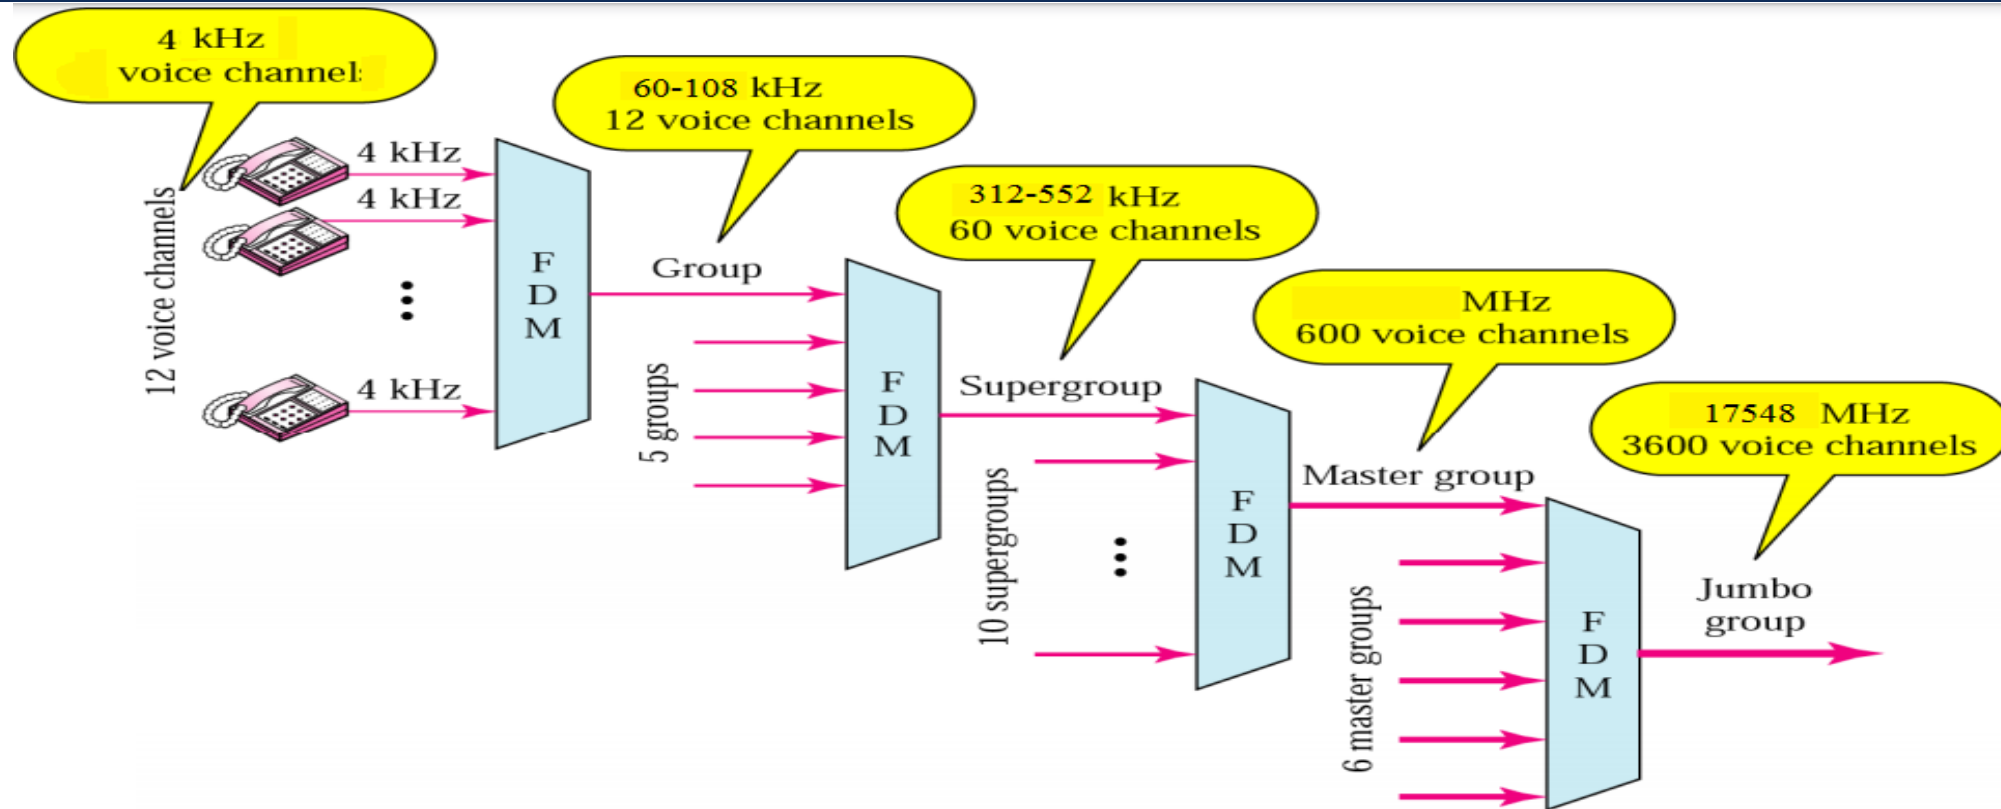 4 kHz
voice channel
60-108 kHz
12 voice channels
312-552 kHz
60 voice channels
MHz
600 voice channels
17548 MHz
3600 voice channels
12 voice channels
4 kHz
4 kHz
4 kHz
F
D
M
Group
5 groups
F
D
M
Supergroup
10 supergroups
F
D
M
Master group
6 master groups
F
D
M
Jumbo
group